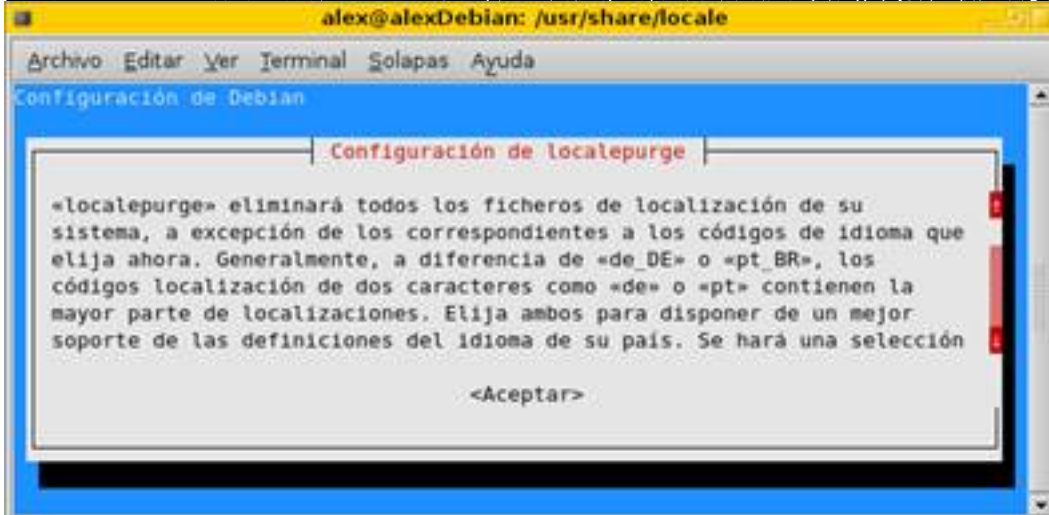 alex@alexDebian: /usr/share/locale
Archivo Editar Ver Terminal Solapas Ayuda
Configuración de Debian
Configuración de localepurge
«localepurge» eliminará todos los ficheros de localización de su
sistema, a excepción de los correspondientes a los códigos de idioma que
elija ahora. Generalmente, a diferencia de «de_DE» o «pt_BR», los
códigos localización de dos caracteres como «de» o «pt» contienen la
mayor parte de localizaciones. Elija ambos para disponer de un mejor
soporte de las definiciones del idioma de su país. Se hará una selección
<Aceptar>